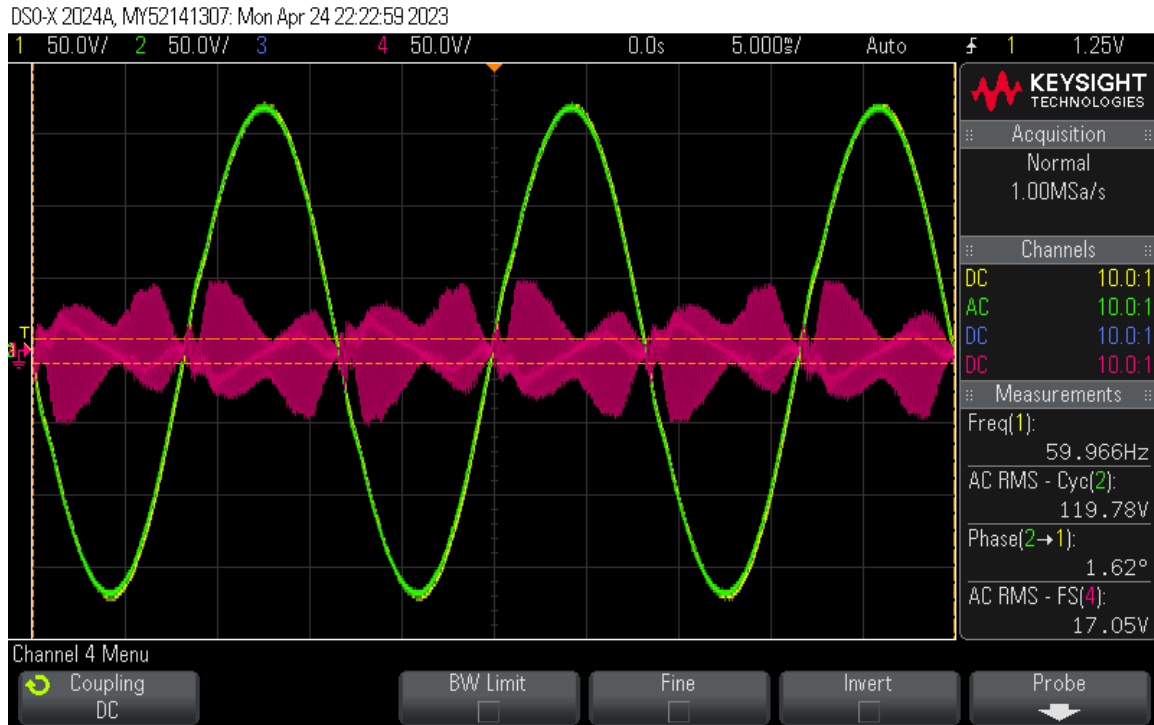 DSO-X 2024A, MY52141307: Mon Apr 24 22:22:59 2023
1 50.0V/ 2 50.0V/ 3 4 50.0V/ 0.0s 5.000ms/ Auto 1 1.25V
KEYSIGHT
TECHNOLOGIES
Acquisition
Normal
1.00MSa/s
Channels
DC 10.0:1
AC 10.0:1
DC 10.0:1
DC 10.0:1
Measurements
Freq(1):
59.966Hz
AC RMS - Cyc(2):
119.78V
Phase(2→1):
1.62°
AC RMS - FS(4):
17.05V
T
Channel 4 Menu
Coupling BW Limit Fine Invert Probe
DC